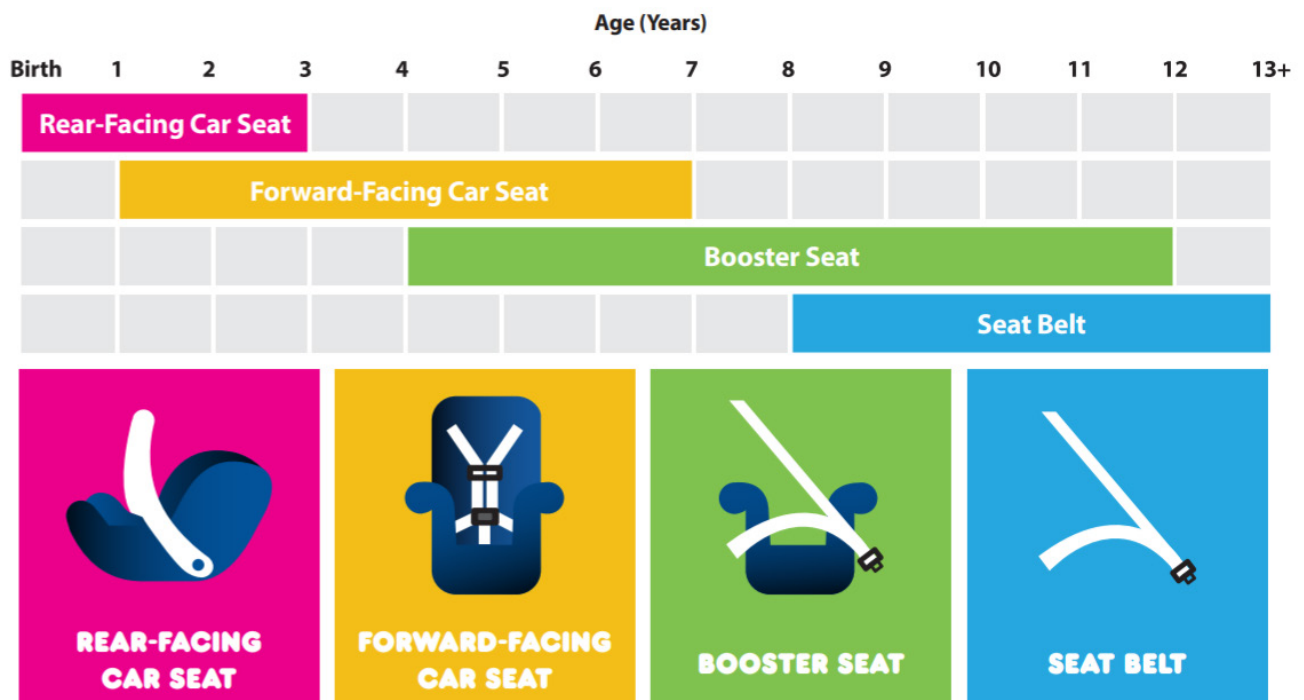 Age (Years)
Birth 1 2 3 4 5 6 7 8 9 10 11 12 13+
Rear-Facing Car Seat
Forward-Facing Car Seat
Booster Seat
Seat Belt
REAR-FACING
CAR SEAT
FORWARD-FACING
CAR SEAT
BOOSTER SEAT
SEAT BELT